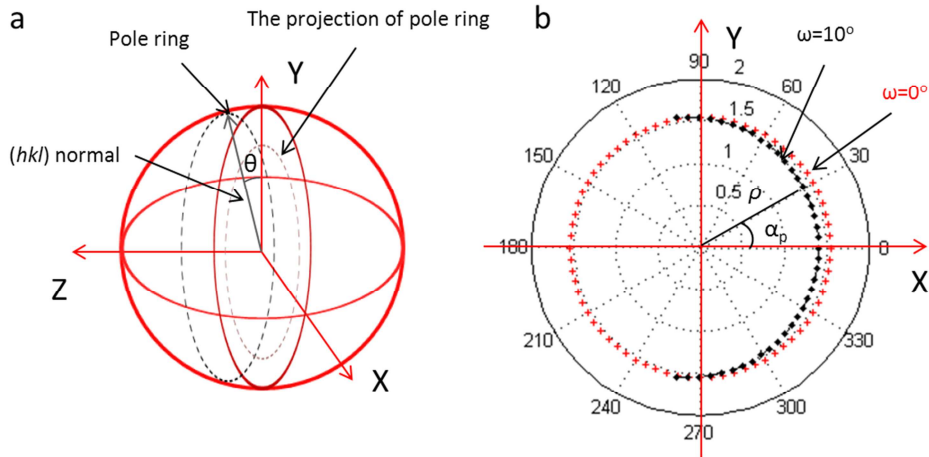 a
The projection of pole ring
Pole ring
Y
(hkl) normal
θ
Z
X
b
Y
ω=10°
90
2
ω=0°
120
60
1.5
150
1
30
0.5
ρ
αp
180
0
X
210
330
240
300
270